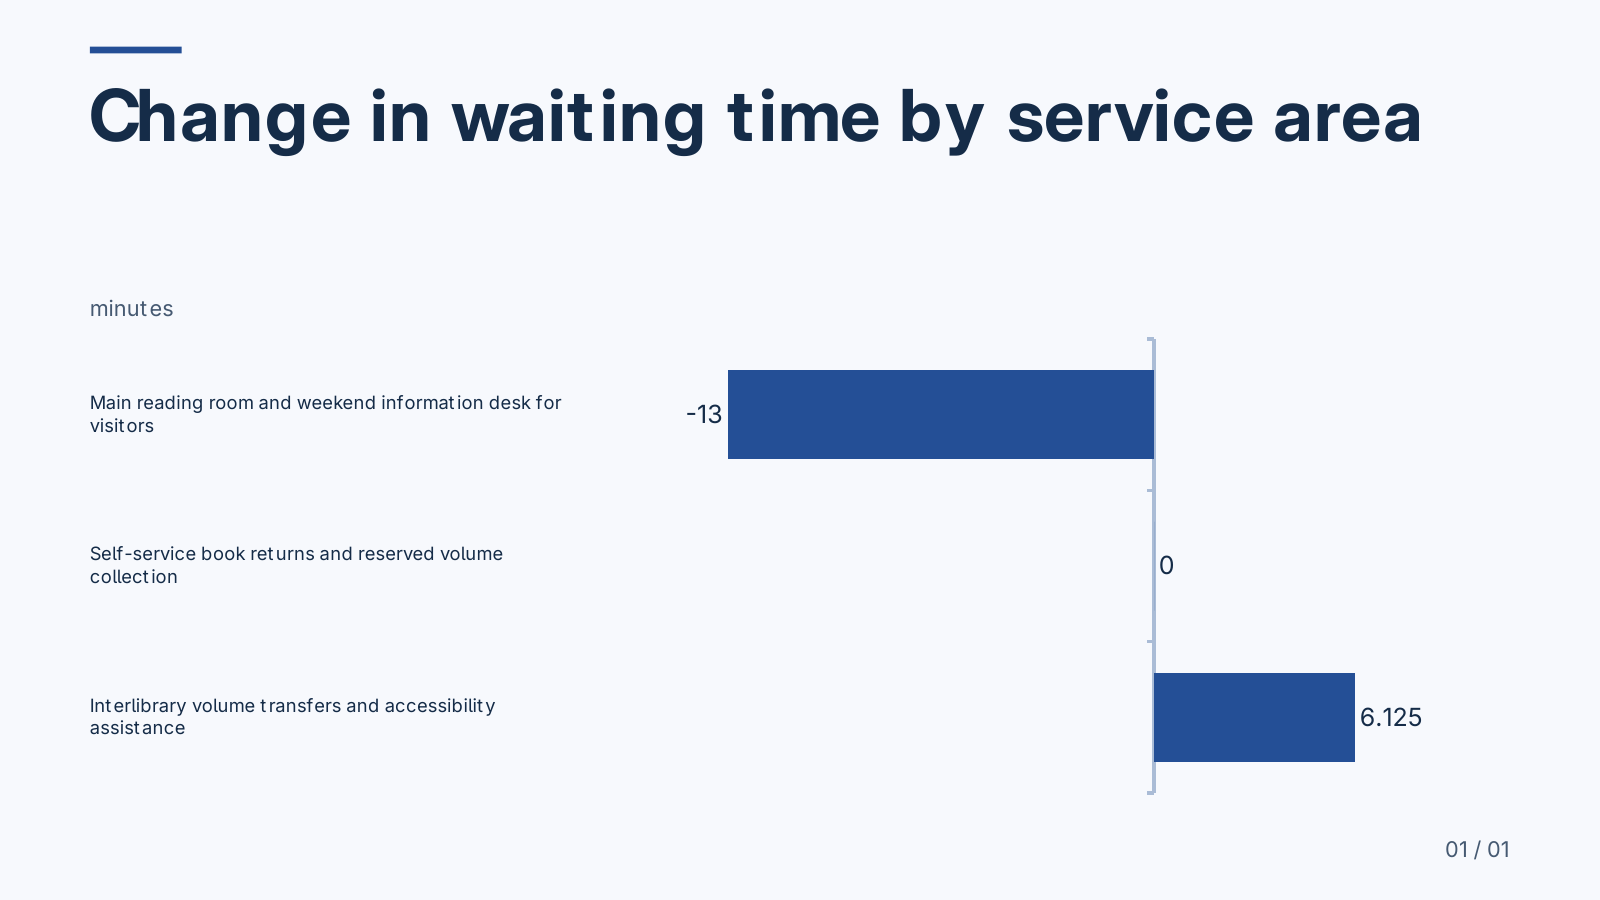 Change in waiting time by service area
minutes
Main reading room and weekend information desk for
visitors
-13
Self-service book returns and reserved volume
collection
0
Interlibrary volume transfers and accessibility
assistance
6.125
01 / 01